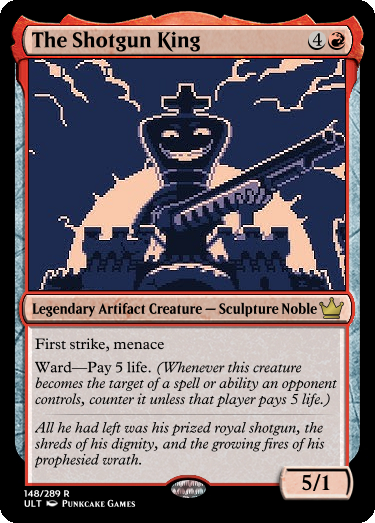 The Shotgun King 4
Legendary Artifact Creature — Sculpture Noble
First strike, menace
Ward—Pay 5 life. (Whenever this creature
becomes the target of a spell or ability an opponent
controls, counter it unless that player pays 5 life.)
All he had left was his prized royal shotgun, the
shreds of his dignity, and the growing fires of his
prophesied wrath.
5/1
148/289 R
ULT Punkcake Games